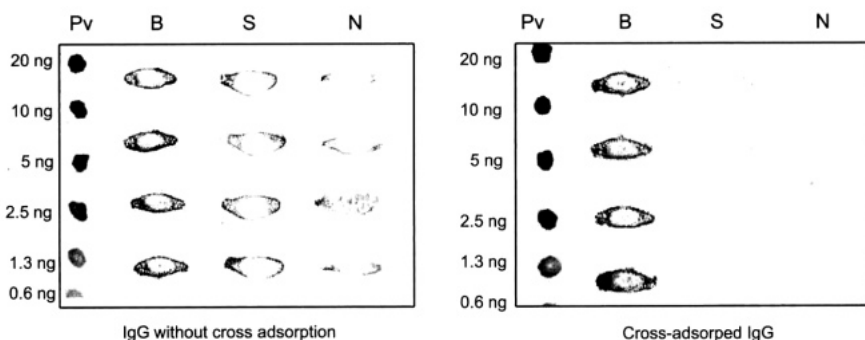 Pv B S N
20 ng
10 ng
5 ng
2.5 ng
1.3 ng
0.6 ng
IgG without cross adsorption
Pv B S N
20 ng
10 ng
5 ng
2.5 ng
1.3 ng
0.6 ng
Cross-adsorped IgG